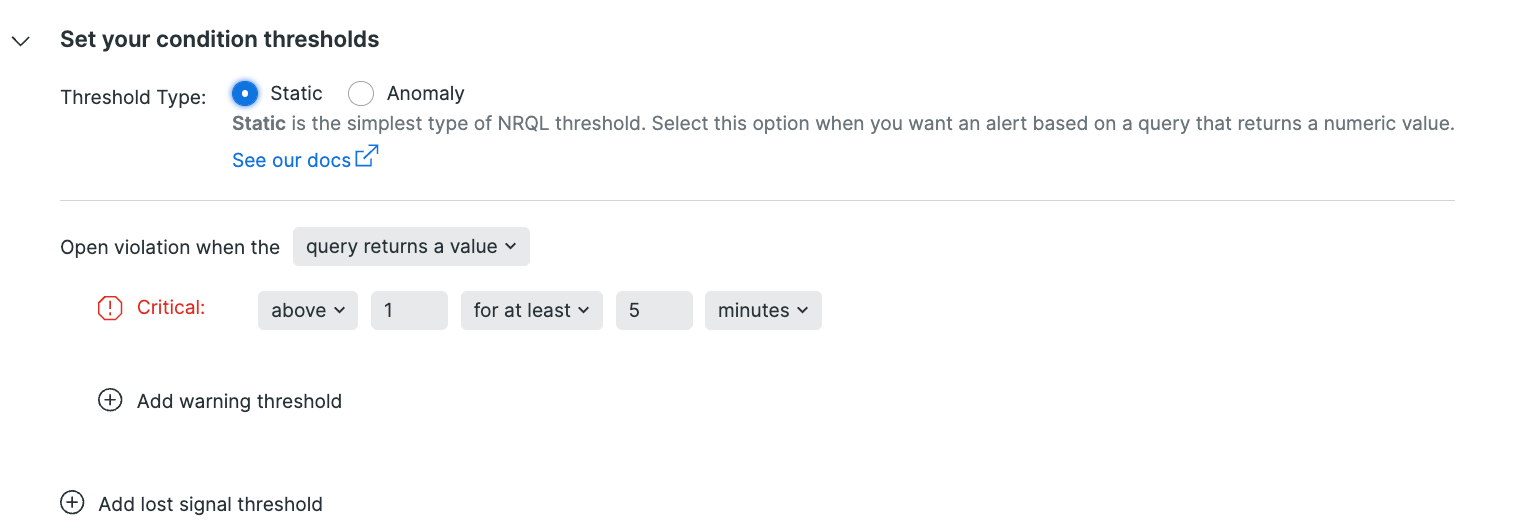 Set your condition thresholds
Threshold Type: Static Anomaly
Static is the simplest type of NRQL threshold. Select this option when you want an alert based on a query that returns a numeric value.
See our docs
Open violation when the query returns a value
Critical: above 1 for at least 5 minutes
Add warning threshold
Add lost signal threshold